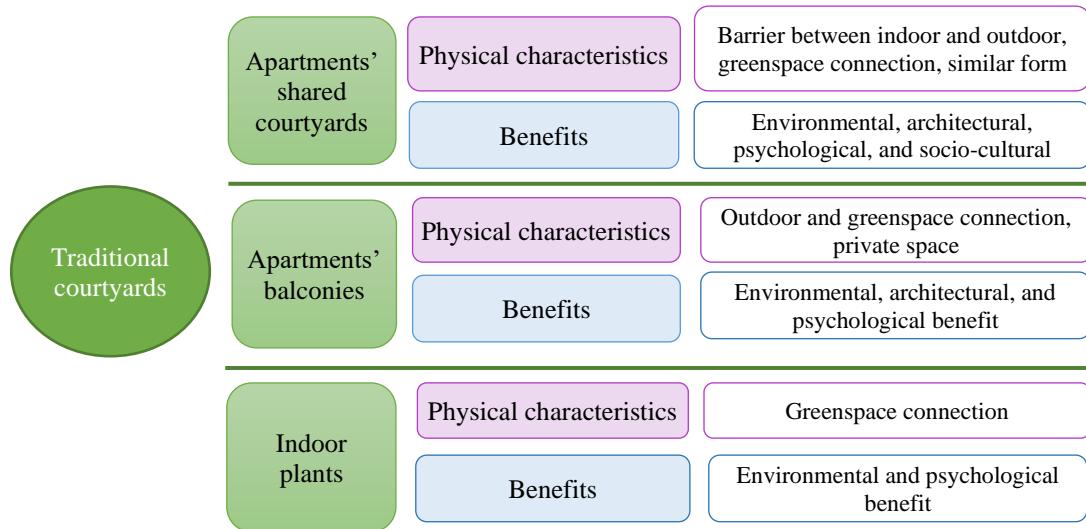 Traditional
courtyards
Apartments’
shared
courtyards
Physical characteristics
Barrier between indoor and outdoor,
greenspace connection, similar form
Benefits
Environmental, architectural,
psychological, and socio-cultural
Apartments’
balconies
Physical characteristics
Outdoor and greenspace connection,
private space
Benefits
Environmental, architectural, and
psychological benefit
Indoor
plants
Physical characteristics
Greenspace connection
Benefits
Environmental and psychological
benefit